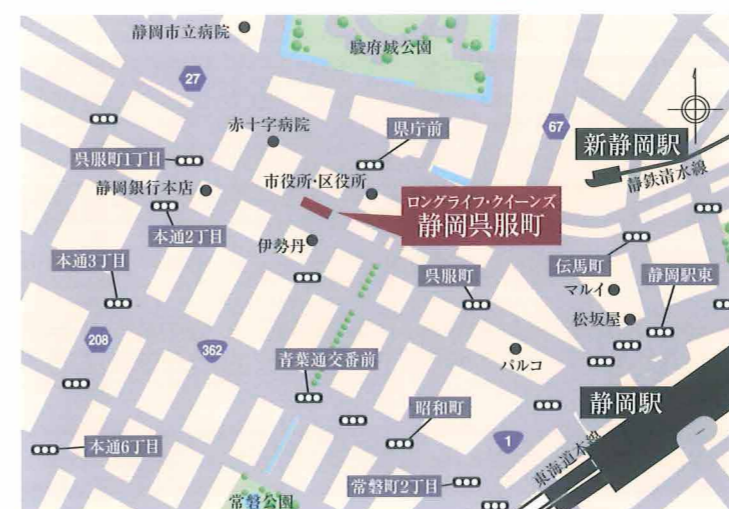 静岡市立病院
駿府城公園
27
赤十字病院
県庁前
67
新静岡駅
静鉄清水線
呉服町1丁目
静岡銀行本店
市役所・区役所
ロングライフ・クイーンズ
静岡呉服町
本通2丁目
伊勢丹
伝馬町
本通3丁目
呉服町
静岡駅東
マルイ
松坂屋
208
362
青葉通交番前
パルコ
昭和町
静岡駅
本通6丁目
1
東海道本線
常磐町2丁目
常磐公園